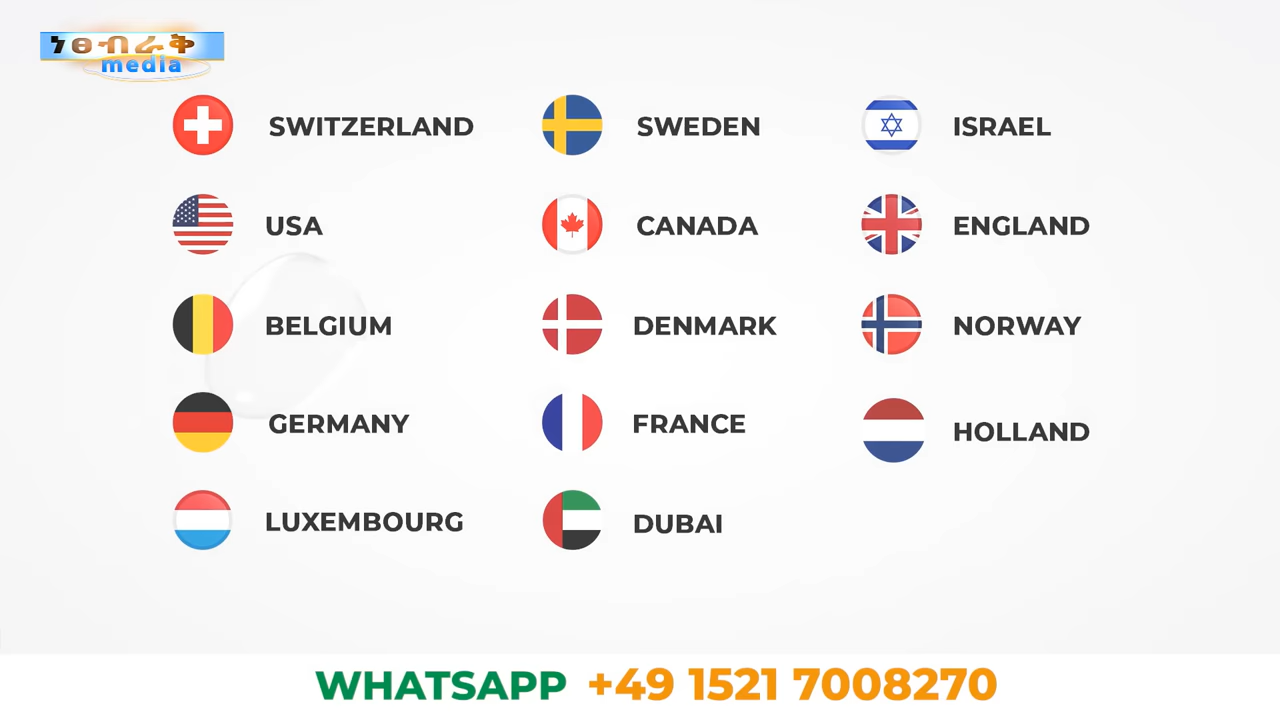 ነፀብራቅ
media
SWITZERLAND SWEDEN ISRAEL
USA CANADA ENGLAND
BELGIUM DENMARK NORWAY
GERMANY FRANCE HOLLAND
LUXEMBOURG DUBAI
WHATSAPP +49 1521 7008270